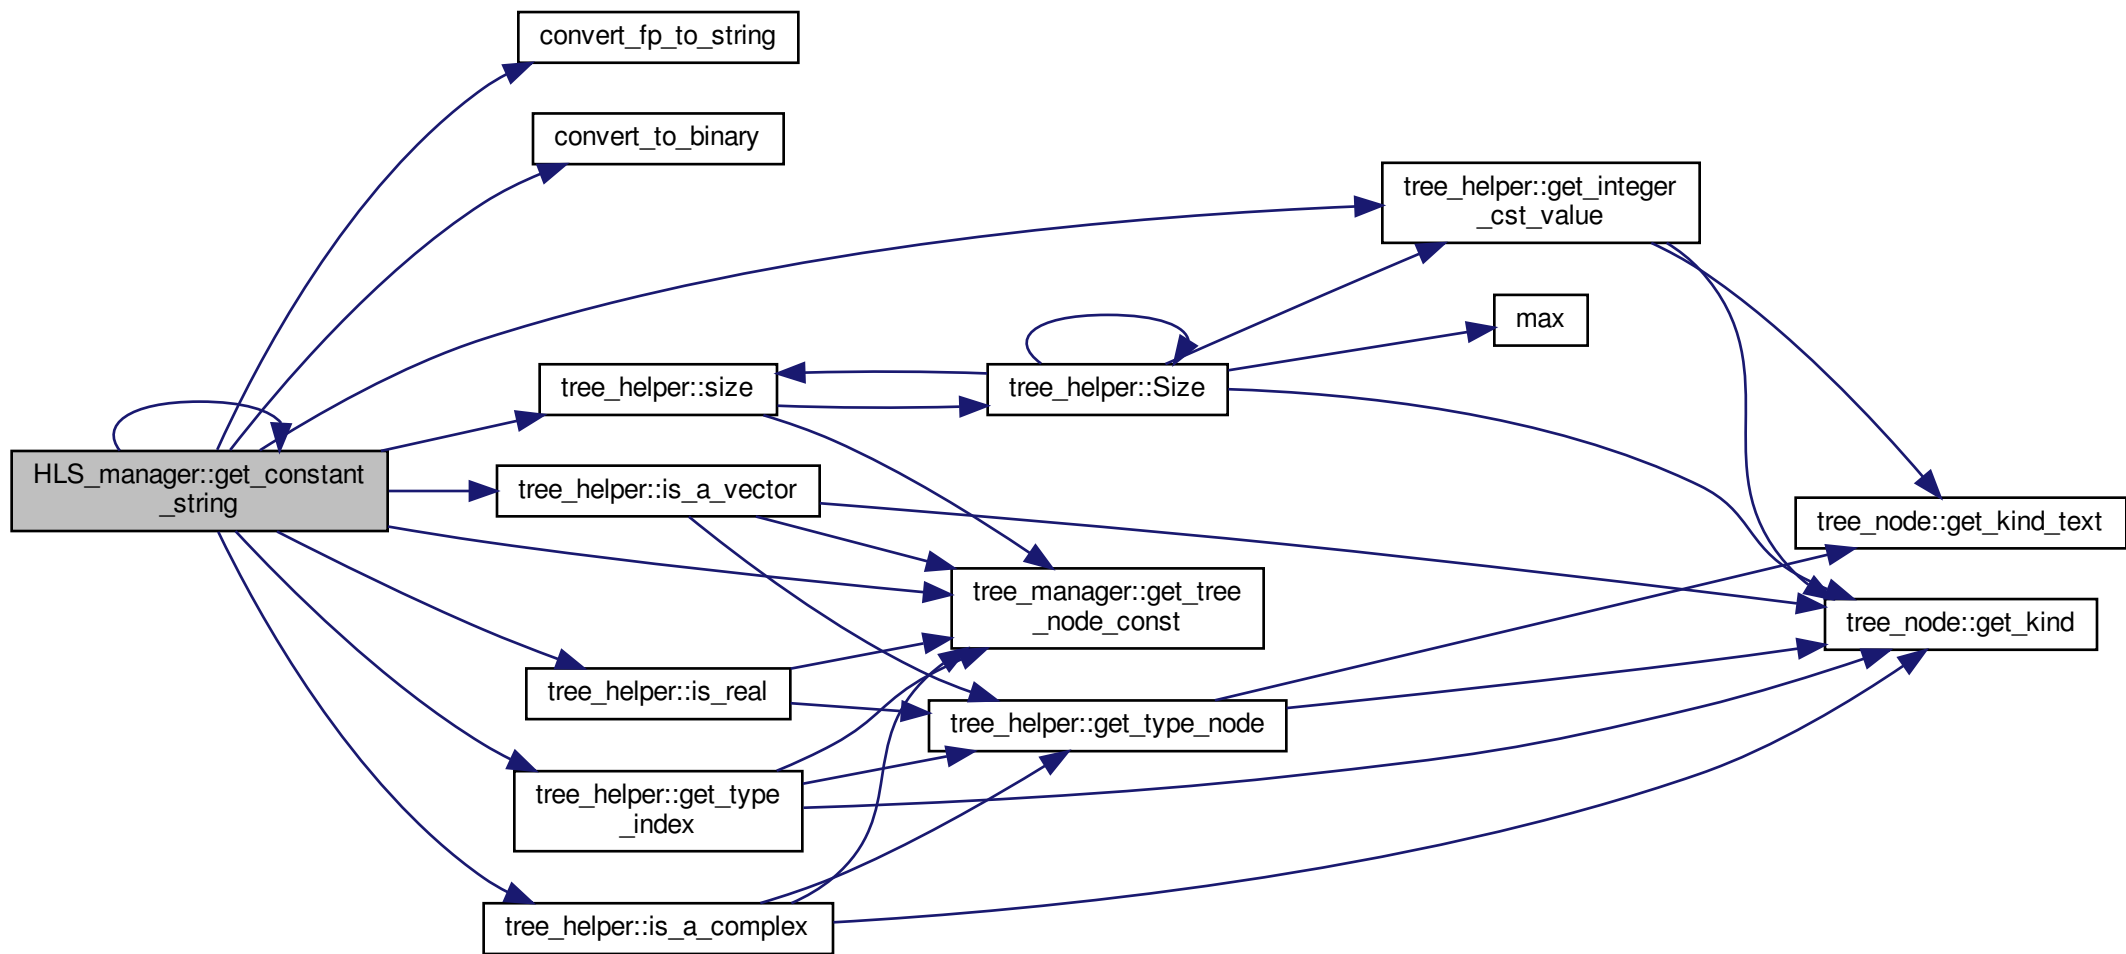 convert_fp_to_string
convert_to_binary
tree_helper::get_integer
_cst_value
max
tree_helper::size
tree_helper::Size
HLS_manager::get_constant
_string
tree_helper::is_a_vector
tree_node::get_kind_text
tree_manager::get_tree
_node_const
tree_node::get_kind
tree_helper::is_real
tree_helper::get_type_node
tree_helper::get_type
_index
tree_helper::is_a_complex